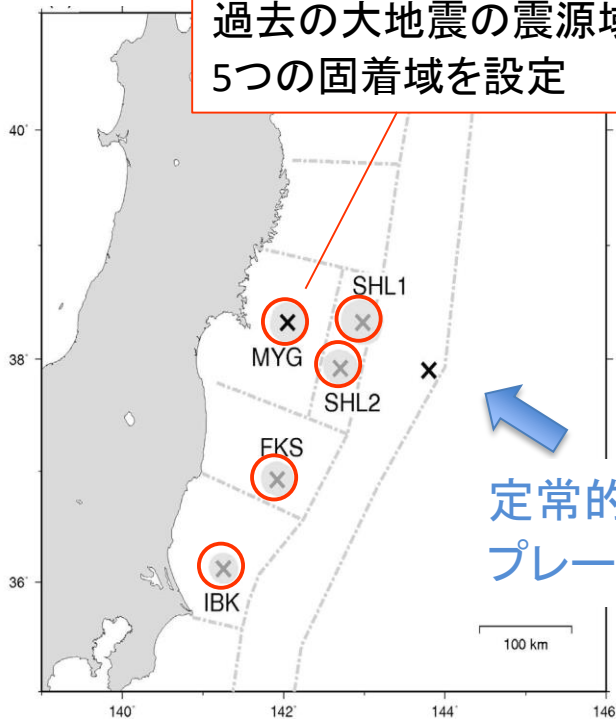 過去の大地震の震源域
5つの固着域を設定
40°
SHL1
38°
MYG
SHL2
FKS
定常的
プレー
36°
IBK
100 km
140°
142°
144°
146